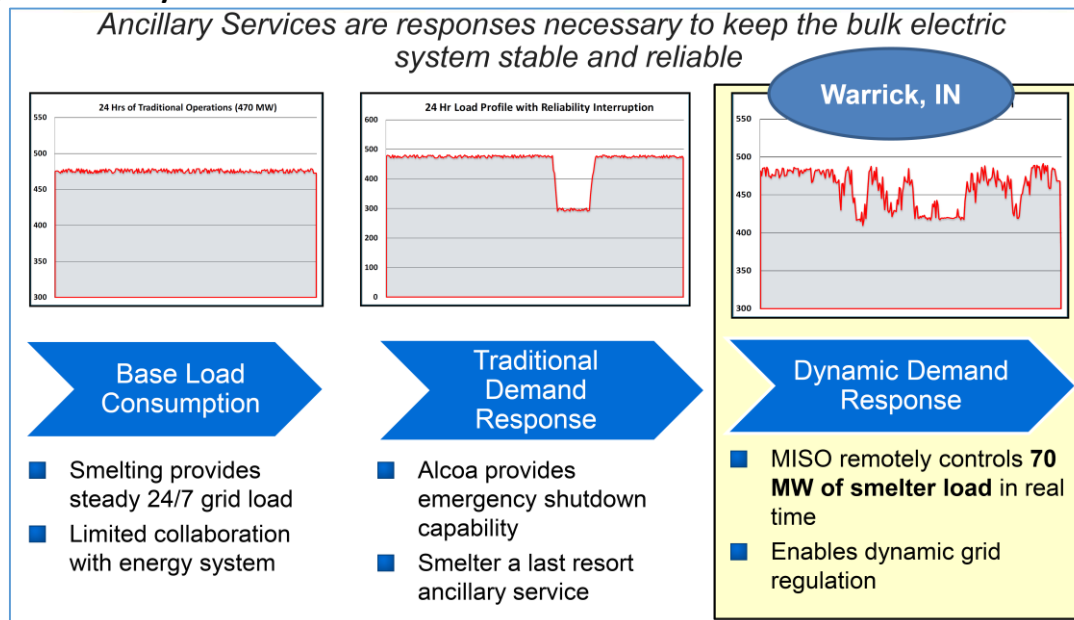 Ancillary Services are responses necessary to keep the bulk electric
system stable and reliable
24 Hrs of Traditional Operations (470 MW)
550
500
450
400
350
300
24 Hr Load Profile with Reliability Interruption
600
500
400
300
200
100
0
Warrick, IN
550
500
450
400
350
300
Base Load
Consumption
Traditional
Demand
Response
Dynamic Demand
Response
Smelting provides
steady 24/7 grid load
Limited collaboration
with energy system
Alcoa provides
emergency shutdown
capability
Smelter a last resort
ancillary service
MISO remotely controls 70
MW of smelter load in real
time
Enables dynamic grid
regulation